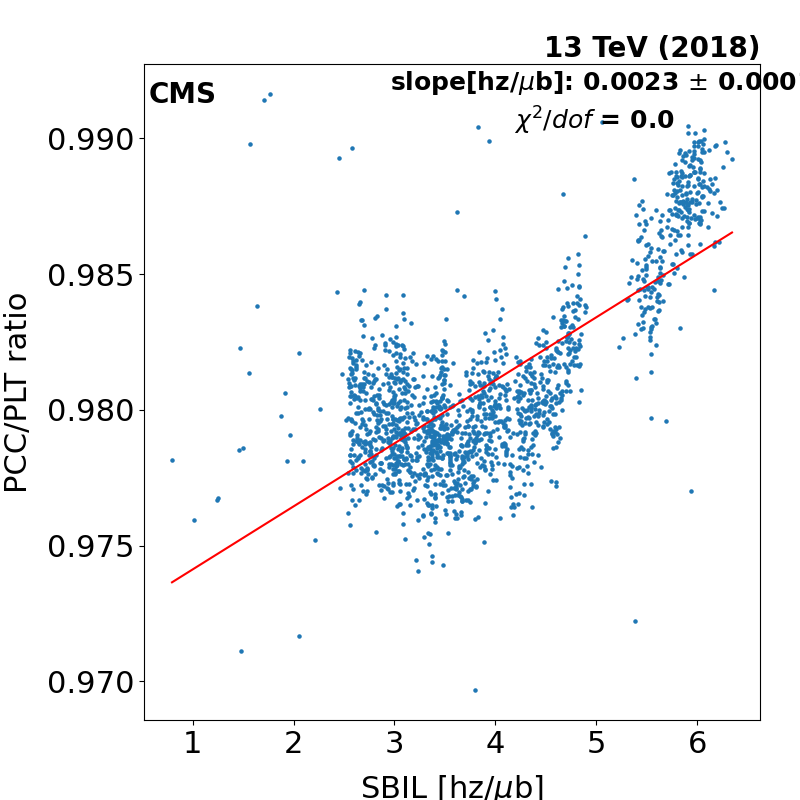 13 TeV (2018)
CMS
slope[hz/μb]: 0.0023 ± 0.000
χ²/dof = 0.0
0.990
0.985
0.980
0.975
0.970
PCC/PLT ratio
1 2 3 4 5 6
SBIL [hz/μb]